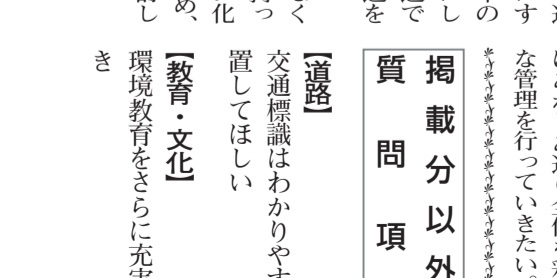 な管理を行っていきたい。
掲載分以外
質問項
【道路】
交通標識はわかりやす
置してほしい
【教育・文化】
環境教育をさらに充実
き